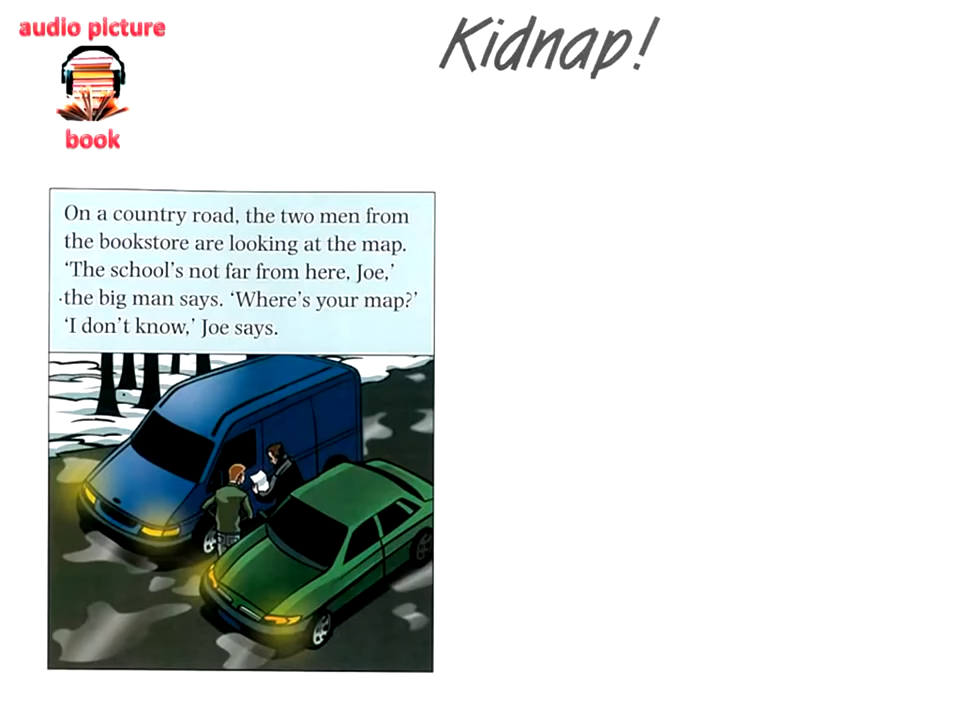 audio picture
book
Kidnap!
On a country road, the two men from
the bookstore are looking at the map.
‘The school’s not far from here, Joe,’
the big man says. ‘Where’s your map?’
‘I don’t know,’ Joe says.